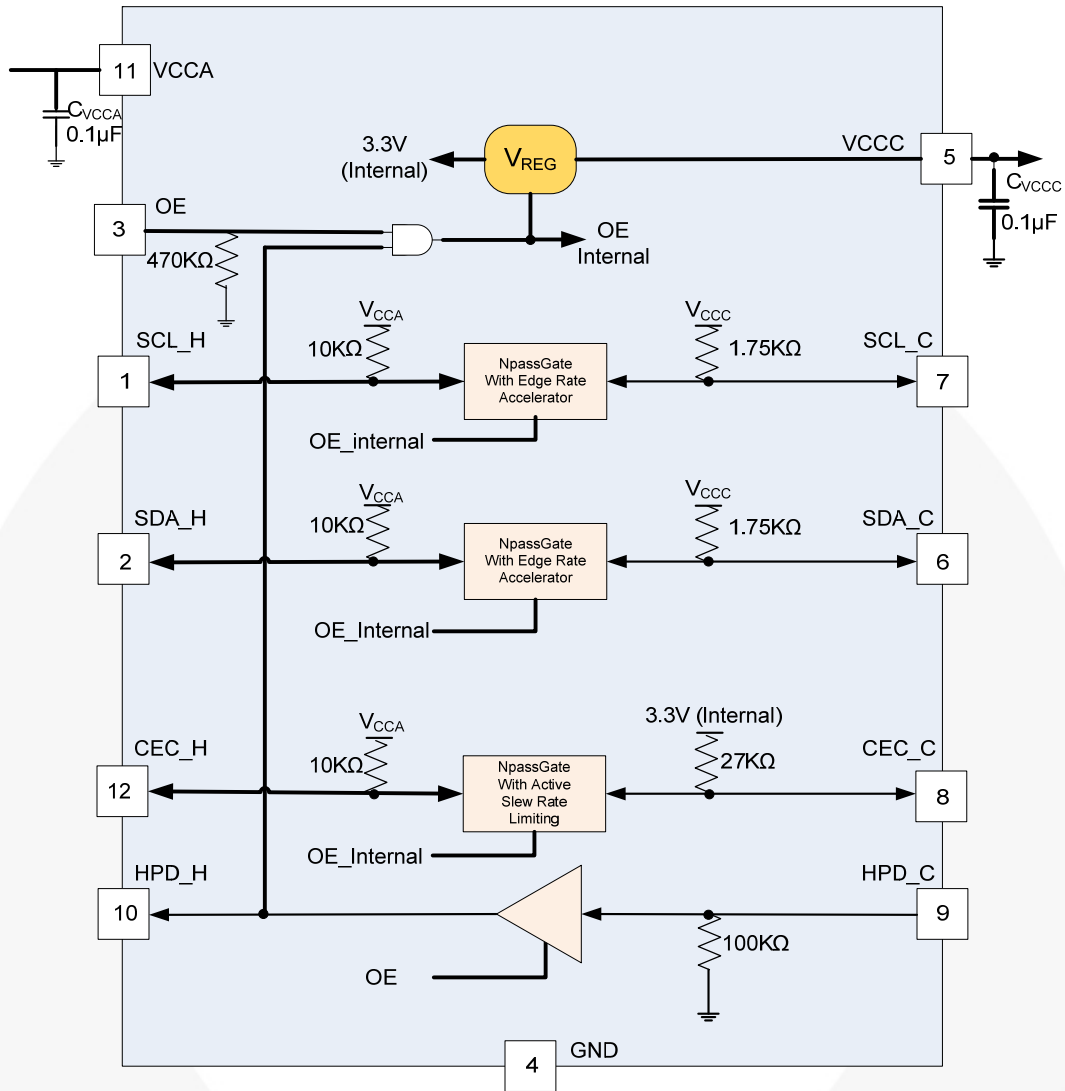 11
VCCA
CVCCA
0.1µF
3.3V
(Internal)
VREG
VCCC
5
CVCCC
0.1µF
OE
3
470KΩ
OE
Internal
SCL_H
1
VCCA
10KΩ
NpassGate
With Edge Rate
Accelerator
OE_internal
VCCC
1.75KΩ
SCL_C
7
SDA_H
2
VCCA
10KΩ
NpassGate
With Edge Rate
Accelerator
OE_Internal
VCCC
1.75KΩ
SDA_C
6
CEC_H
12
VCCA
10KΩ
NpassGate
With Active
Slew Rate
Limiting
OE_Internal
3.3V (Internal)
27KΩ
CEC_C
8
HPD_H
10
OE
100KΩ
HPD_C
9
4
GND